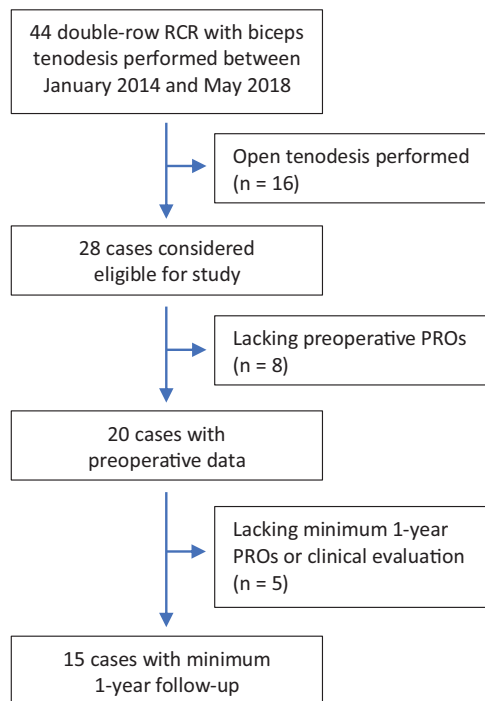 44 double-row RCR with biceps
tenodesis performed between
January 2014 and May 2018
Open tenodesis performed
(n = 16)
28 cases considered
eligible for study
Lacking preoperative PROs
(n = 8)
20 cases with
preoperative data
Lacking minimum 1-year
PROs or clinical evaluation
(n = 5)
15 cases with minimum
1-year follow-up